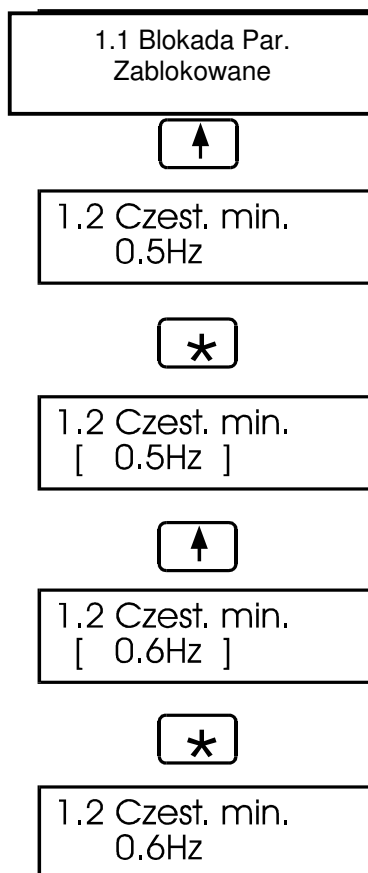 1.1 Blokada Par.
Zablokowane
1.2 Czest. min.
0.5Hz
*
1.2 Czest. min.
[ 0.5Hz ]
1.2 Czest. min.
[ 0.6Hz ]
*
1.2 Czest. min.
0.6Hz